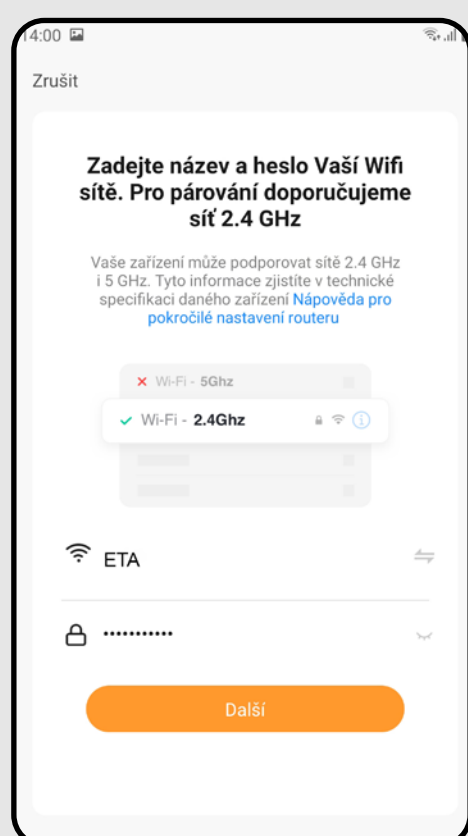 14:00
Zrušit
Zadejte název a heslo Vaší Wifi
sítě. Pro párování doporučujeme
síť 2.4 GHz
Vaše zařízení může podporovat sítě 2.4 GHz
i 5 GHz. Tyto informace zjistíte v technické
specifikaci daného zařízení Nápověda pro
pokročilé nastavení routeru
Wi-Fi - 5Ghz
Wi-Fi - 2.4Ghz
ETA
•••••••••••
Další